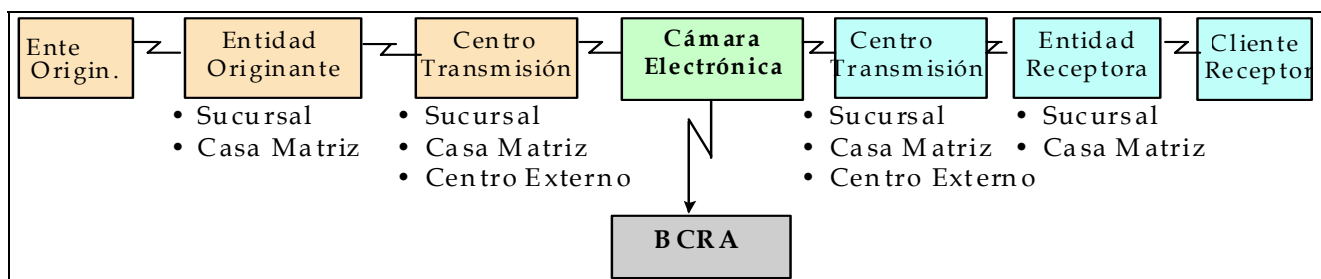 Ente
Origin.
Entidad
Originante
• Sucursal
• Casa Matriz
Centro
Transmisión
• Sucursal
• Casa Matriz
• Centro Externo
Cámara
Electrónica
BCRA
Centro
Transmisión
• Sucursal
• Casa Matriz
• Centro Externo
Entidad
Receptora
• Sucursal
• Casa Matriz
Cliente
Receptor